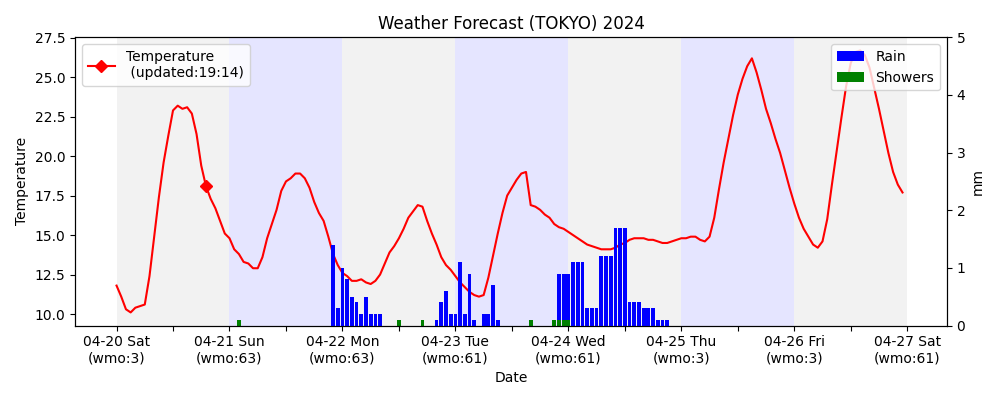 Weather Forecast (TOKYO) 2024
Temperature
(updated:19:14)
Rain
Showers
27.5
25.0
22.5
20.0
17.5
15.0
12.5
10.0
Temperature
5
4
3
2
1
0
mm
04-20 Sat
(wmo:3)
04-21 Sun
(wmo:63)
04-22 Mon
(wmo:63)
04-23 Tue
(wmo:61)
04-24 Wed
(wmo:61)
04-25 Thu
(wmo:3)
04-26 Fri
(wmo:3)
04-27 Sat
(wmo:61)
Date